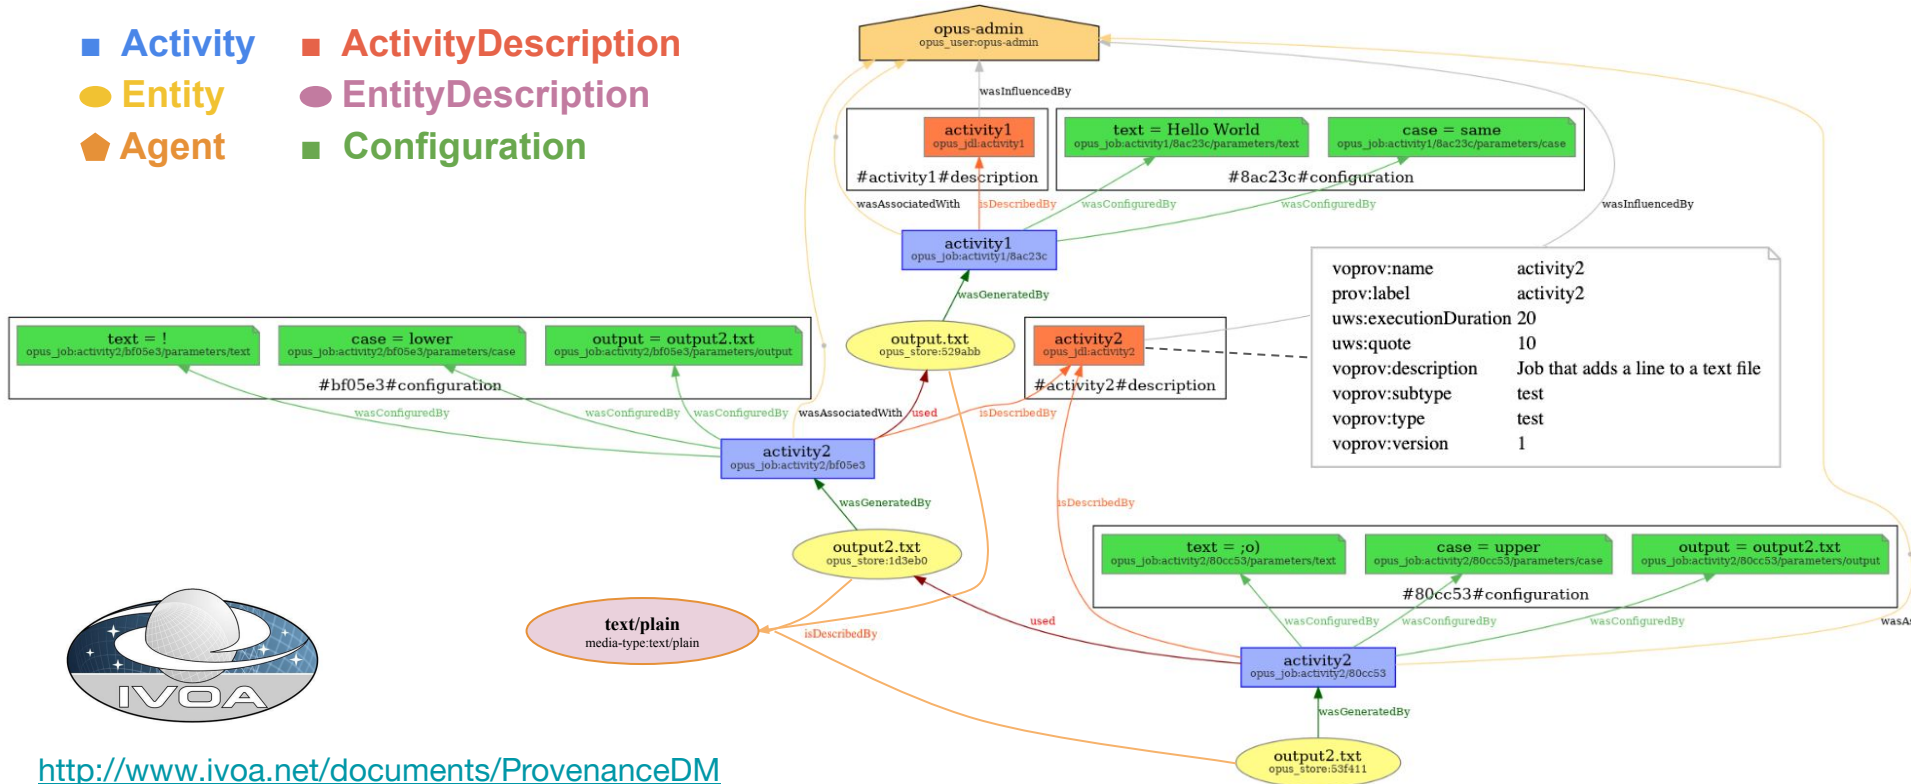 Activity
ActivityDescription
Entity
EntityDescription
Agent
Configuration
opus-admin
opus_user:opus-admin
wasInfluencedBy
activity1
opus_jdl:activity1
#activity1#description
text = Hello World
opus_job:activity1/8ac23c/parameters/text
case = same
opus_job:activity1/8ac23c/parameters/case
#8ac23c#configuration
wasAssociatedWith
isDescribedBy
wasConfiguredBy
wasConfiguredBy
wasInfluencedBy
activity1
opus_job:activity1/8ac23c
wasGeneratedBy
voprov:name activity2
prov:label activity2
uws:executionDuration 20
uws:quote 10
voprov:description Job that adds a line to a text file
voprov:subtype test
voprov:type test
voprov:version 1
text = !
opus_job:activity2/bf05e3/parameters/text
case = lower
opus_job:activity2/bf05e3/parameters/case
output = output2.txt
opus_job:activity2/bf05e3/parameters/output
#bf05e3#configuration
output.txt
opus_store:529abb
activity2
opus_jdl:activity2
#activity2#description
wasConfiguredBy
wasConfiguredBy
wasConfiguredBy
wasAssociatedWith
used
isDescribedBy
activity2
opus_job:activity2/bf05e3
wasGeneratedBy
isDescribedBy
output2.txt
opus_store:1d3eb0
text = ;o)
opus_job:activity2/80cc53/parameters/text
case = upper
opus_job:activity2/80cc53/parameters/case
output = output2.txt
opus_job:activity2/80cc53/parameters/output
#80cc53#configuration
text/plain
media-type:text/plain
isDescribedBy
used
wasConfiguredBy
wasConfiguredBy
wasConfiguredBy
wasAs
activity2
opus_job:activity2/80cc53
wasGeneratedBy
output2.txt
opus_store:53f411
IVOA
http://www.ivoa.net/documents/ProvenanceDM